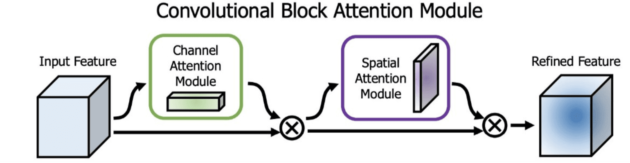 Convolutional Block Attention Module
Input Feature
Channel
Attention
Module
Spatial
Attention
Module
Refined Feature